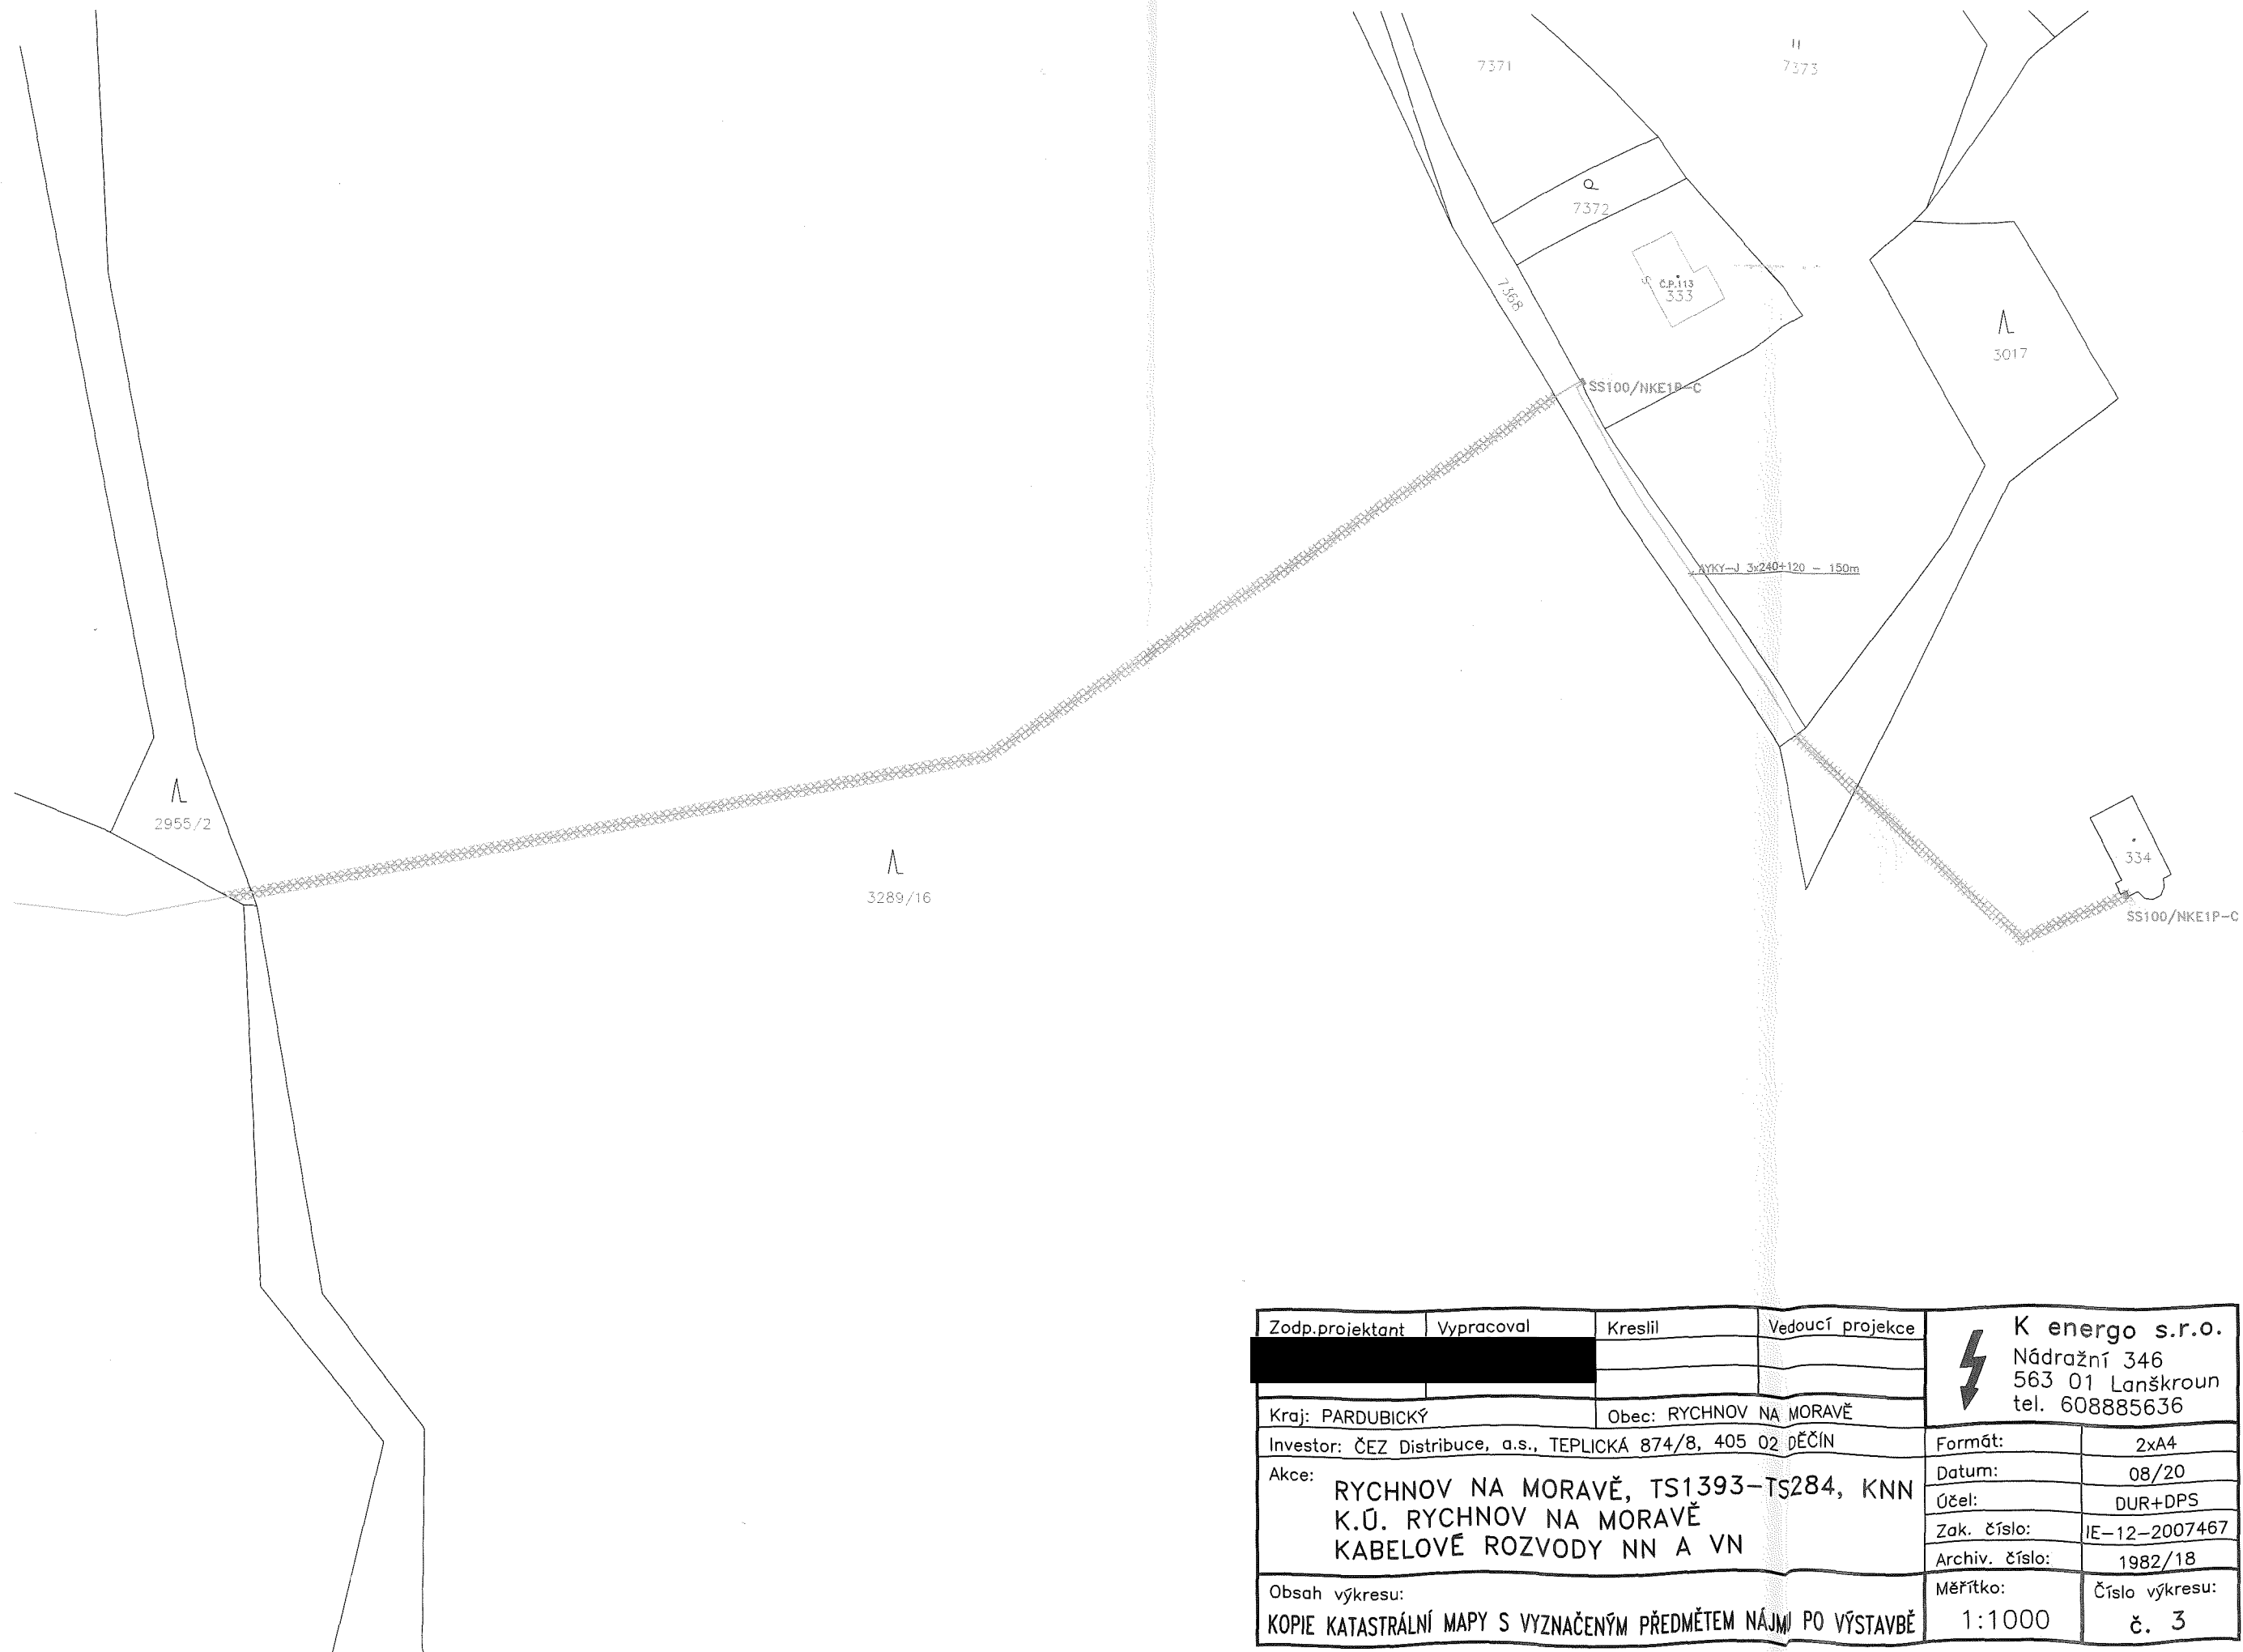 7371
7373
7372
7368
Č.P.113
333
3017
SS100/NKE1P-C
AYKY-J 3x240+120 - 150m
2955/2
3289/16
334
SS100/NKE1P-C
Zodp.projektant Vypracoval Kreslil Vedoucí projekce
K energo s.r.o.
Nádražní 346
563 01 Lanškroun
tel. 608885636
Kraj: PARDUBICKÝ Obec: RYCHNOV NA MORAVĚ
Investor: ČEZ Distribuce, a.s., TEPLICKÁ 874/8, 405 02 DĚČÍN
Formát: 2xA4
Datum: 08/20
Účel: DUR+DPS
Zak. číslo: IE-12-2007467
Archiv. číslo: 1982/18
Akce: RYCHNOV NA MORAVĚ, TS1393-TS284, KNN
K.Ú. RYCHNOV NA MORAVĚ
KABELOVÉ ROZVODY NN A VN
Obsah výkresu:
KOPIE KATASTRÁLNÍ MAPY S VYZNAČENÝM PŘEDMĚTEM NÁJMU PO VÝSTAVBĚ
Měřítko: 1:1000
Číslo výkresu: č. 3